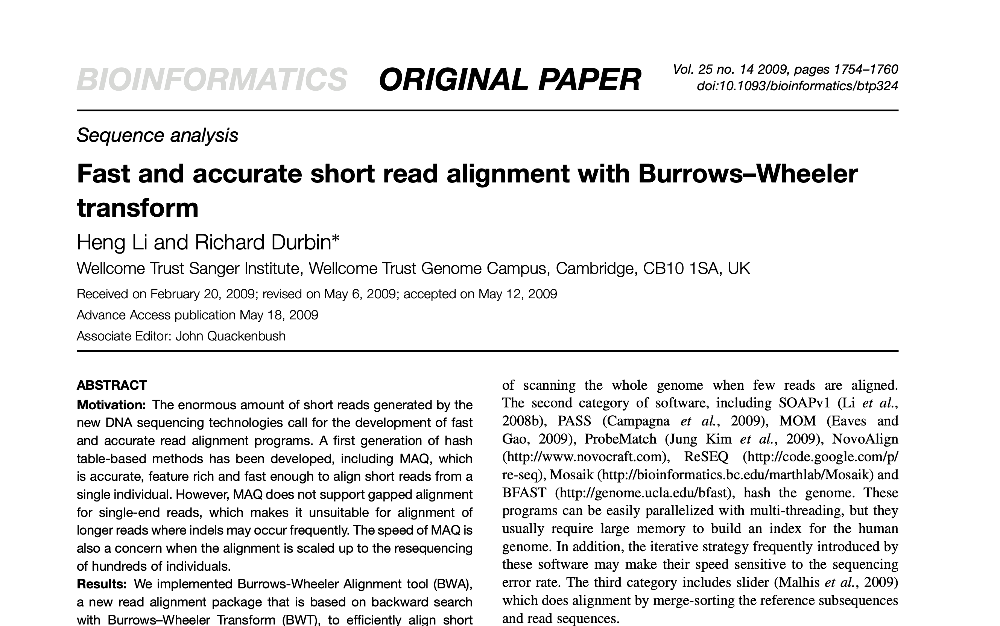 BIOINFORMATICS
ORIGINAL PAPER
Vol. 25 no. 14 2009, pages 1754–1760
doi:10.1093/bioinformatics/btp324
Sequence analysis
Fast and accurate short read alignment with Burrows–Wheeler
transform
Heng Li and Richard Durbin*
Wellcome Trust Sanger Institute, Wellcome Trust Genome Campus, Cambridge, CB10 1SA, UK
Received on February 20, 2009; revised on May 6, 2009; accepted on May 12, 2009
Advance Access publication May 18, 2009
Associate Editor: John Quackenbush
ABSTRACT
Motivation: The enormous amount of short reads generated by the
new DNA sequencing technologies call for the development of fast
and accurate read alignment programs. A first generation of hash
table-based methods has been developed, including MAQ, which
is accurate, feature rich and fast enough to align short reads from a
single individual. However, MAQ does not support gapped alignment
for single-end reads, which makes it unsuitable for alignment of
longer reads where indels may occur frequently. The speed of MAQ is
also a concern when the alignment is scaled up to the resequencing
of hundreds of individuals.
Results: We implemented Burrows-Wheeler Alignment tool (BWA),
a new read alignment package that is based on backward search
with Burrows–Wheeler Transform (BWT), to efficiently align short
of scanning the whole genome when few reads are aligned.
The second category of software, including SOAPv1 (Li et al.,
2008b), PASS (Campagna et al., 2009), MOM (Eaves and
Gao, 2009), ProbeMatch (Jung Kim et al., 2009), NovoAlign
(http://www.novocraft.com), ReSEQ (http://code.google.com/p/
re-seq), Mosaik (http://bioinformatics.bc.edu/marthlab/Mosaik) and
BFAST (http://genome.ucla.edu/bfast), hash the genome. These
programs can be easily parallelized with multi-threading, but they
usually require large memory to build an index for the human
genome. In addition, the iterative strategy frequently introduced by
these software may make their speed sensitive to the sequencing
error rate. The third category includes slider (Malhis et al., 2009)
which does alignment by merge-sorting the reference subsequences
and read sequences.